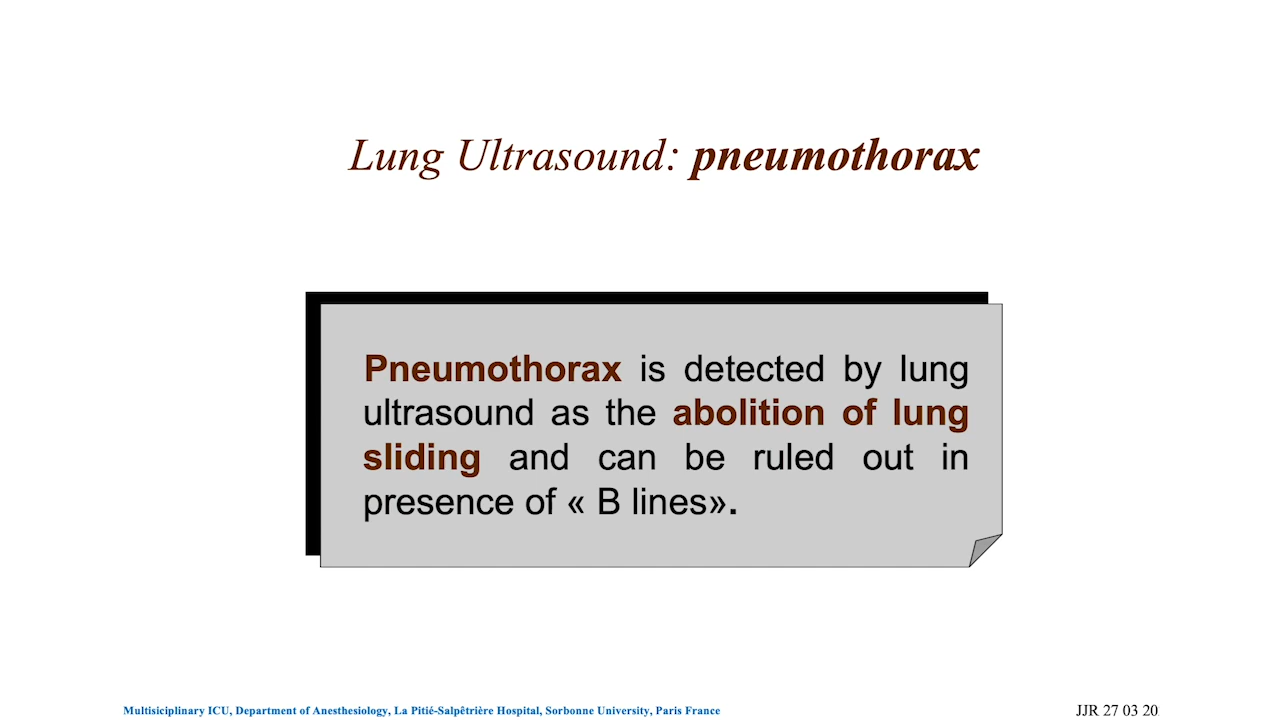 Lung Ultrasound: pneumothorax
Pneumothorax is detected by lung
ultrasound as the abolition of lung
sliding and can be ruled out in
presence of « B lines».
Multisiciplinary ICU, Department of Anesthesiology, La Pitié-Salpêtrière Hospital, Sorbonne University, Paris France
JJR 27 03 20